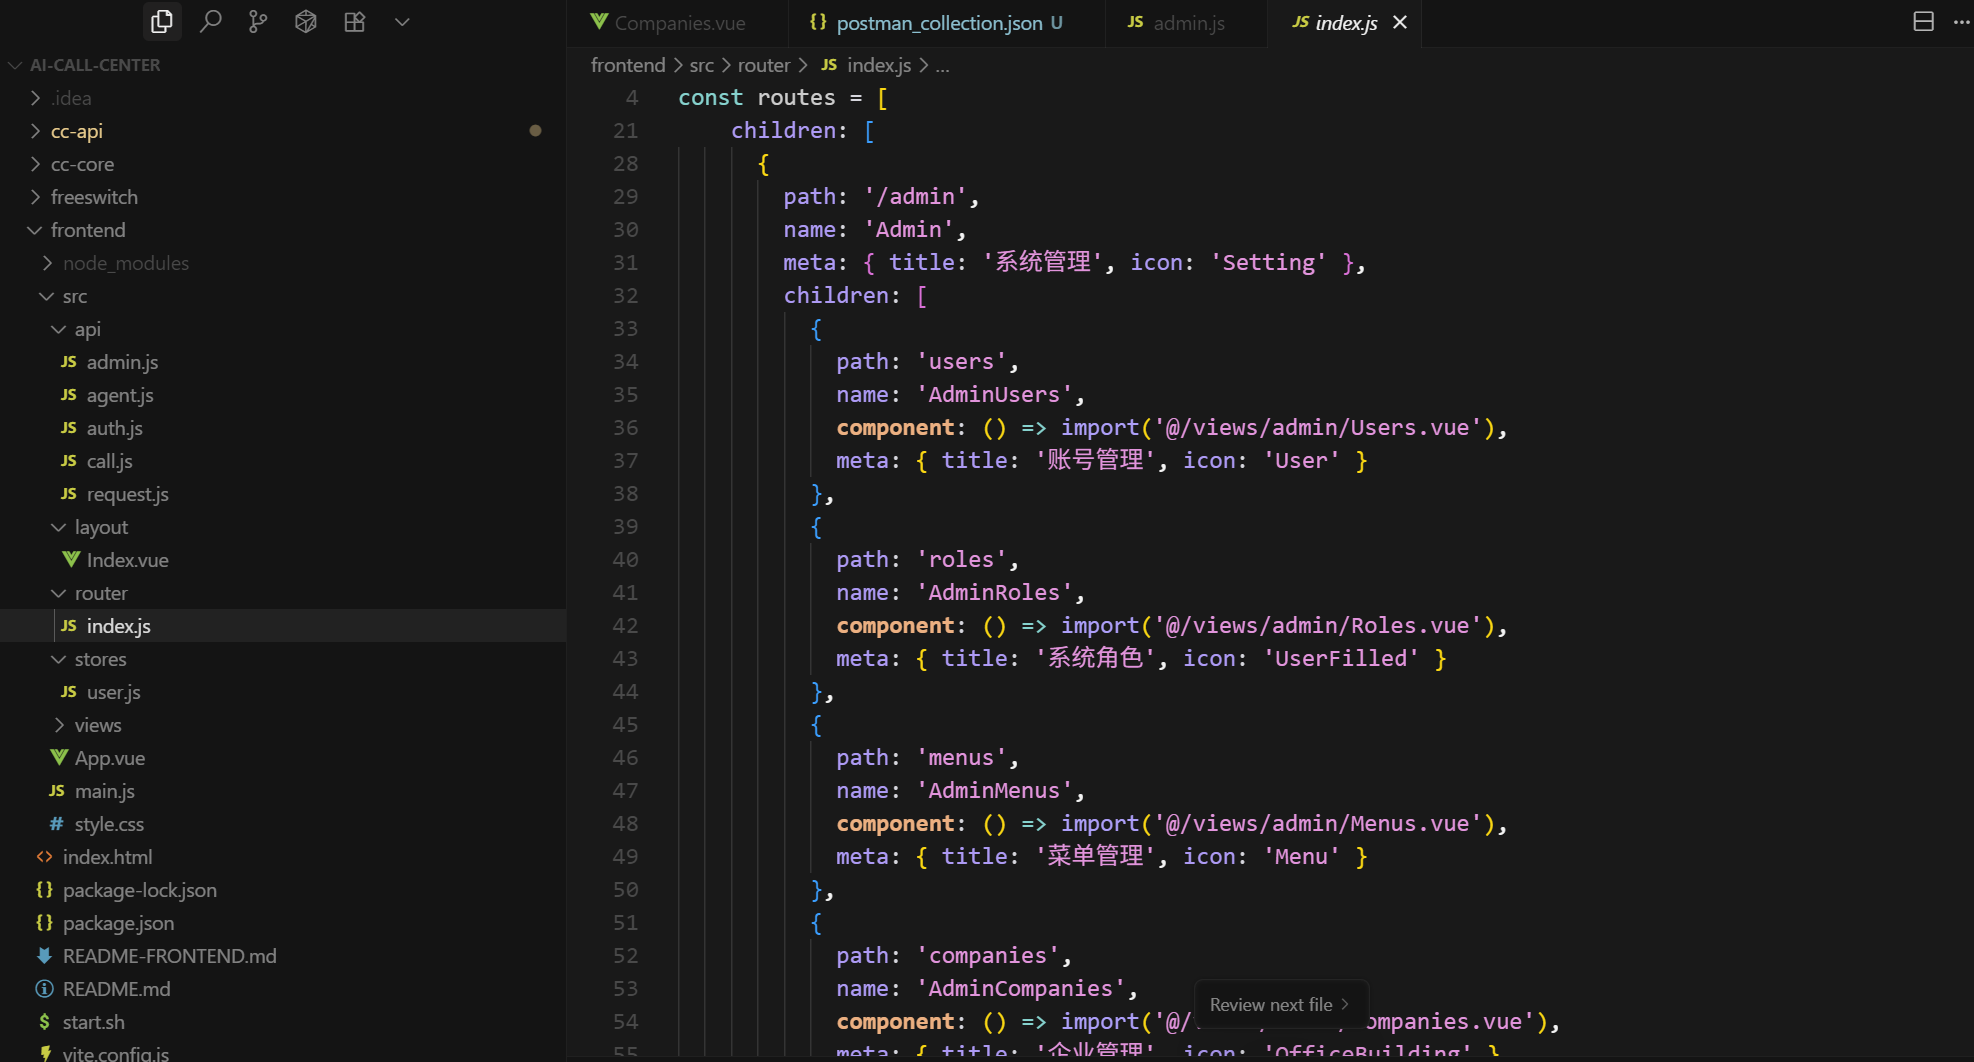 Companies.vue
{} postman_collection.json U
JS admin.js
JS index.js
AI-CALL-CENTER
.idea
cc-api
cc-core
freeswitch
frontend
node_modules
src
api
JS admin.js
JS agent.js
JS auth.js
JS call.js
JS request.js
layout
Index.vue
router
JS index.js
stores
JS user.js
views
App.vue
JS main.js
# style.css
<> index.html
{} package-lock.json
{} package.json
README-FRONTEND.md
README.md
$ start.sh
vite.config.js
frontend > src > router > JS index.js > ...
4 const routes = [
21 children: [
28 {
29 path: '/admin',
30 name: 'Admin',
31 meta: { title: '系统管理', icon: 'Setting' },
32 children: [
33 {
34 path: 'users',
35 name: 'AdminUsers',
36 component: () => import('@/views/admin/Users.vue'),
37 meta: { title: '账号管理', icon: 'User' }
38 },
39 {
40 path: 'roles',
41 name: 'AdminRoles',
42 component: () => import('@/views/admin/Roles.vue'),
43 meta: { title: '系统角色', icon: 'UserFilled' }
44 },
45 {
46 path: 'menus',
47 name: 'AdminMenus',
48 component: () => import('@/views/admin/Menus.vue'),
49 meta: { title: '菜单管理', icon: 'Menu' }
50 },
51 {
52 path: 'companies',
53 name: 'AdminCompanies',
54 component: () => import('@/ ompanies.vue'),
55 meta: { title: '企业管理', icon: 'OfficeBuilding' }
Review next file >